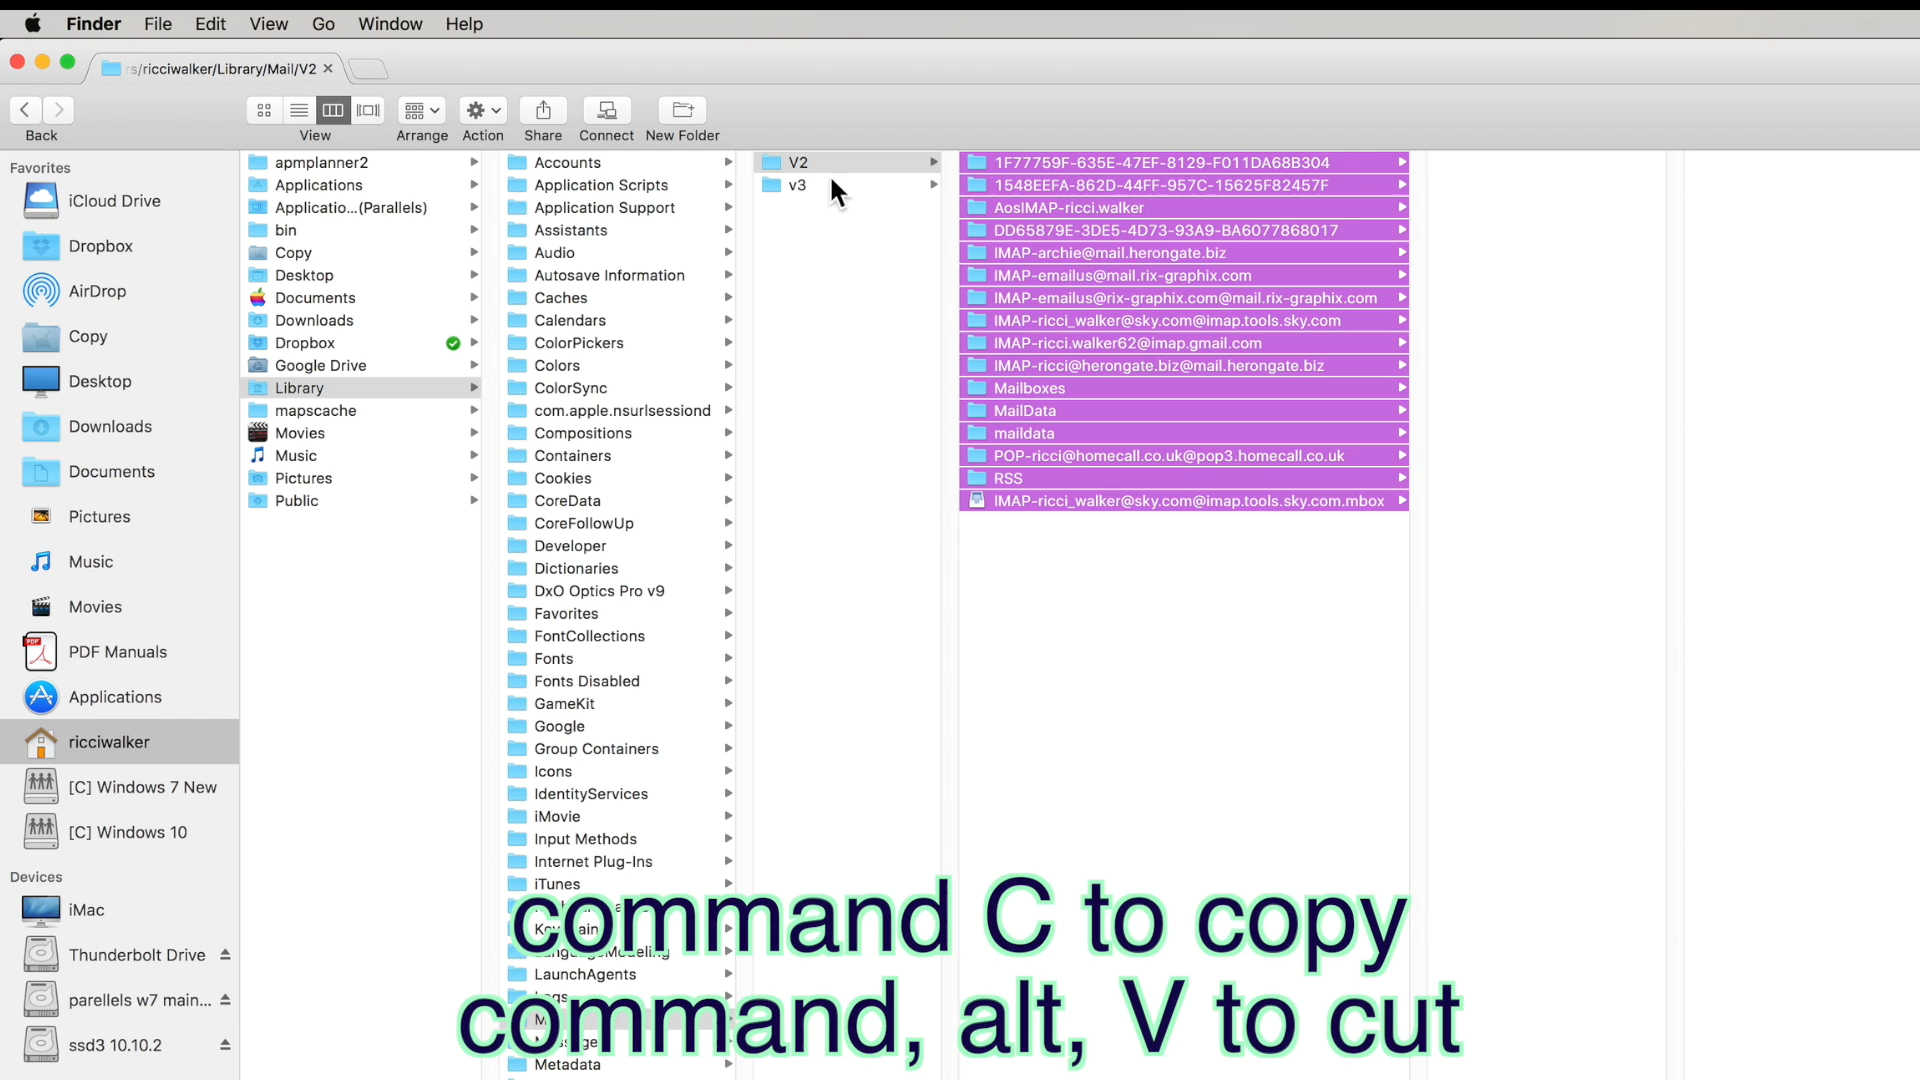 Finder File Edit View Go Window Help
rs/ricciwalker/Library/Mail/V2
Back View Arrange Action Share Connect New Folder
Favorites
iCloud Drive
Dropbox
AirDrop
Copy
Desktop
Downloads
Documents
Pictures
Music
Movies
PDF Manuals
Applications
ricciwalker
[C] Windows 7 New
[C] Windows 10
Devices
iMac
Thunderbolt Drive
parellels w7 main...
ssd3 10.10.2
apmplanner2
Applications
Applicatio...(Parallels)
bin
Copy
Desktop
Documents
Downloads
Dropbox
Google Drive
Library
mapscache
Movies
Music
Pictures
Public
Accounts
Application Scripts
Application Support
Assistants
Audio
Autosave Information
Caches
Calendars
ColorPickers
Colors
ColorSync
com.apple.nsurlsessiond
Compositions
Containers
Cookies
CoreData
CoreFollowUp
Developer
Dictionaries
DxO Optics Pro v9
Favorites
FontCollections
Fonts
Fonts Disabled
GameKit
Google
Group Containers
Icons
IdentityServices
iMovie
Input Methods
Internet Plug-Ins
iTunes
LanguageModeling
LaunchAgents
Metadata
V2
v3
1F77759F-635E-47EF-8129-F011DA68B304
1548EEFA-862D-44FF-957C-15625F82457F
AosIMAP-ricci.walker
DD65879E-3DE5-4D73-93A9-BA6077868017
IMAP-archie@mail.herongate.biz
IMAP-emailus@mail.rix-graphix.com
IMAP-emailus@rix-graphix.com@mail.rix-graphix.com
IMAP-ricci_walker@sky.com@imap.tools.sky.com
IMAP-ricci.walker62@imap.gmail.com
IMAP-ricci@herongate.biz@mail.herongate.biz
Mailboxes
MailData
maildata
POP-ricci@homecall.co.uk@pop3.homecall.co.uk
RSS
IMAP-ricci_walker@sky.com@imap.tools.sky.com.mbox
command C to copy
command, alt, V to cut